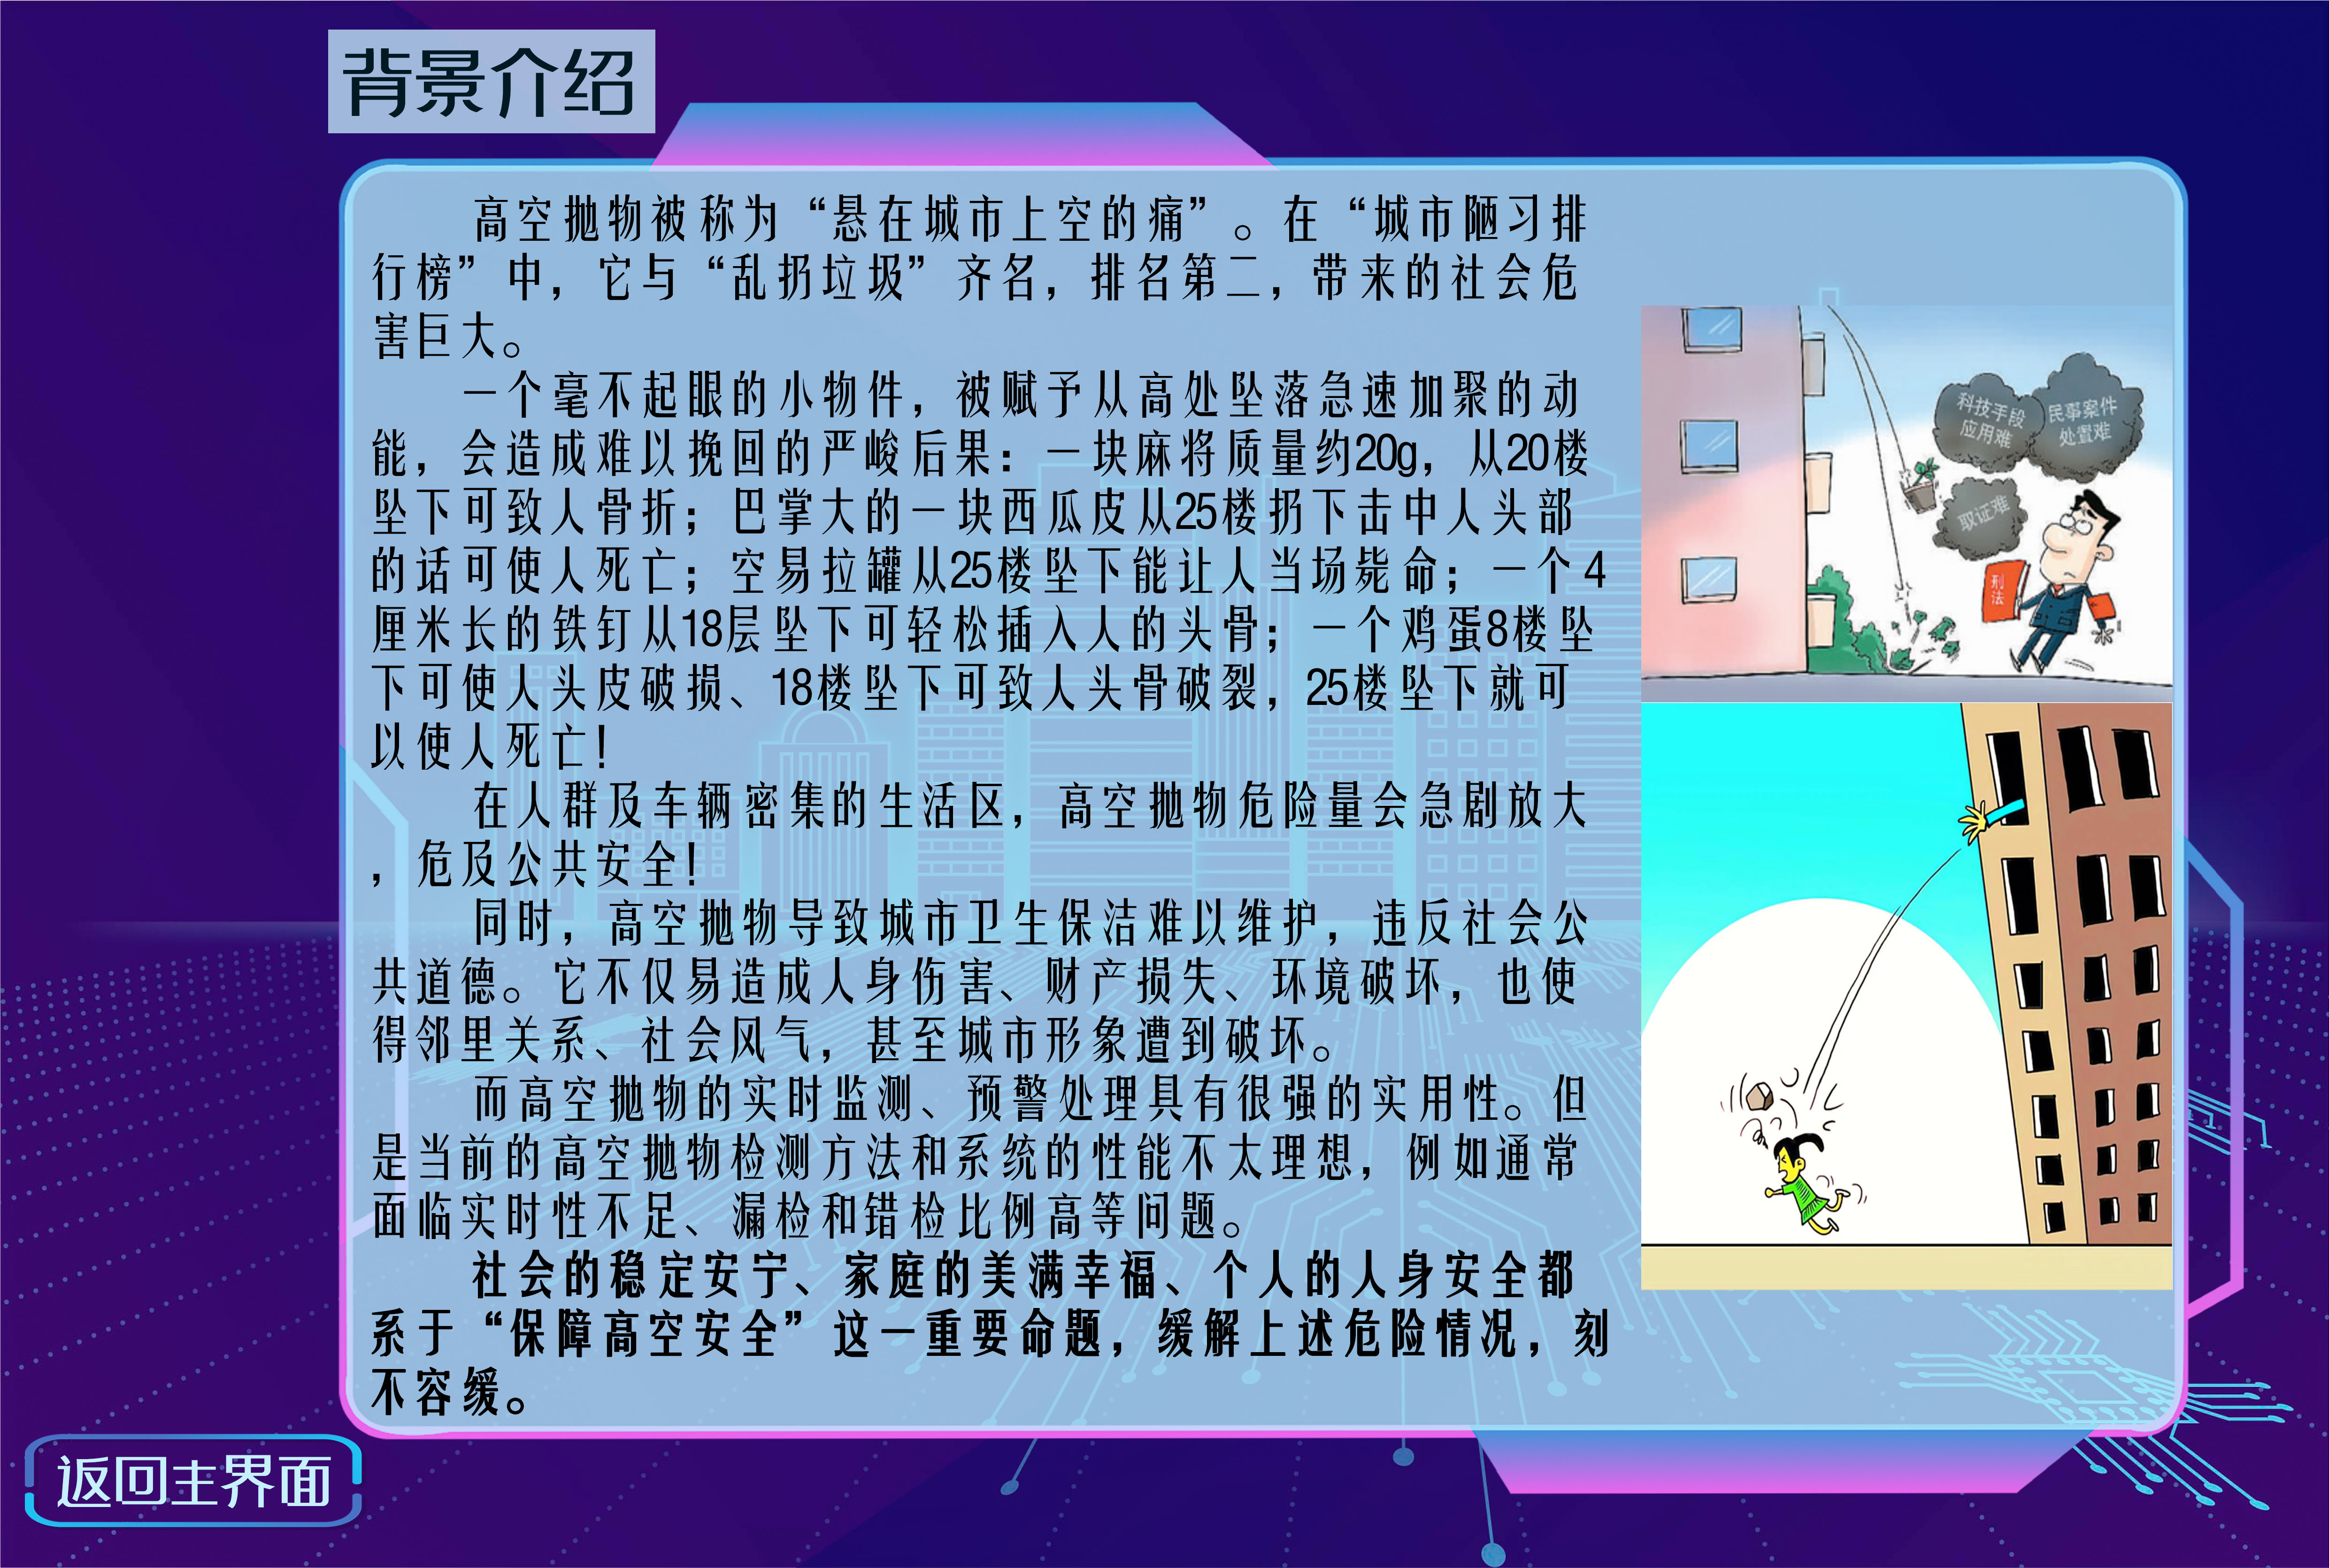 背景介绍
高空抛物被称为“悬在城市上空的痛”。在“城市陋习排
行榜”中，它与“乱扔垃圾”齐名，排名第二，带来的社会危
害巨大。
一个毫不起眼的小物件，被赋予从高处坠落急速加聚的动
能，会造成难以挽回的严峻后果：一块麻将质量约20g，从20楼
坠下可致人骨折；巴掌大的一块西瓜皮从25楼扔下击中人头部
的话可使人死亡；空易拉罐从25楼坠下能让人当场毙命；一个4
厘米长的铁钉从18层坠下可轻松插入人的头骨；一个鸡蛋8楼坠
下可使人头皮破损、18楼坠下可致人头骨破裂，25楼坠下就可
以使人死亡！
在人群及车辆密集的生活区，高空抛物危险量会急剧放大
，危及公共安全！
同时，高空抛物导致城市卫生保洁难以维护，违反社会公
共道德。它不仅易造成人身伤害、财产损失、环境破坏，也使
得邻里关系、社会风气，甚至城市形象遭到破坏。
而高空抛物的实时监测、预警处理具有很强的实用性。但
是当前的高空抛物检测方法和系统的性能不太理想，例如通常
面临实时性不足、漏检和错检比例高等问题。
社会的稳定安宁、家庭的美满幸福、个人的人身安全都
系于“保障高空安全”这一重要命题，缓解上述危险情况，刻
不容缓。
科技手段
应用难
民事案件
处置难
取证难
刑法
返回主界面